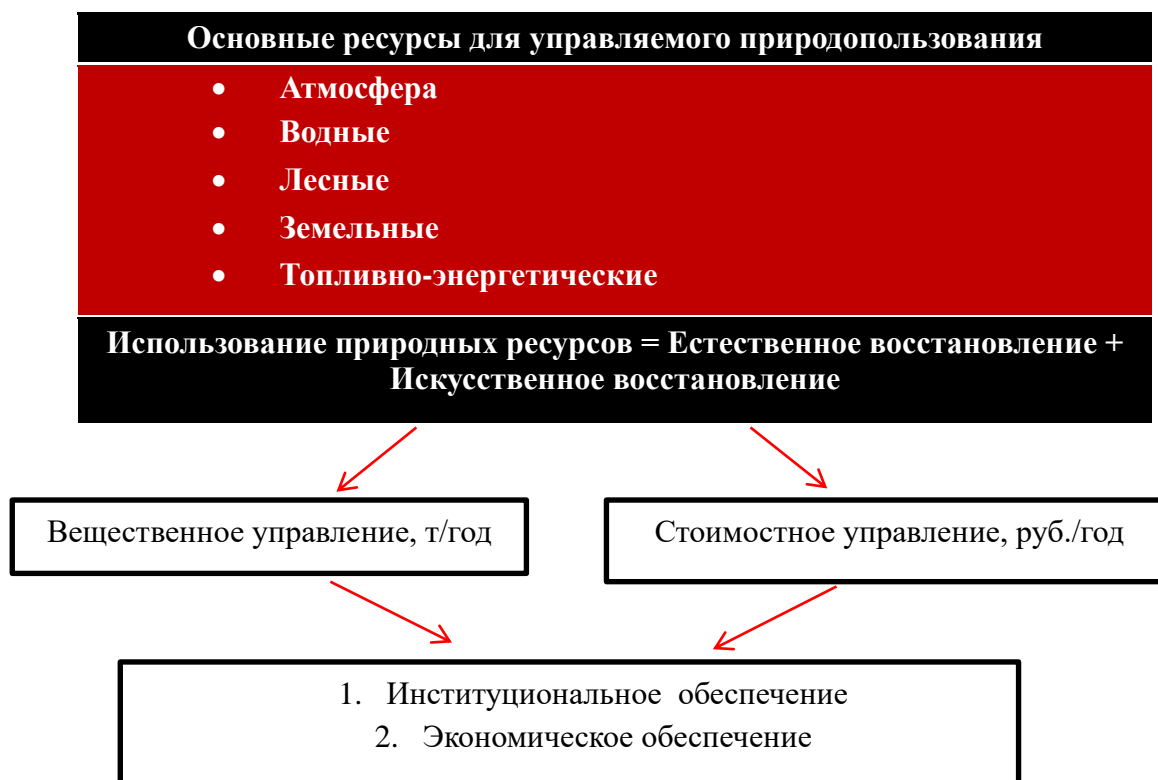 Основные ресурсы для управляемого природопользования
• Атмосфера
• Водные
• Лесные
• Земельные
• Топливно-энергетические
Использование природных ресурсов = Естественное восстановление +
Искусственное восстановление
Вещественное управление, т/год
Стоимостное управление, руб./год
1. Институциональное обеспечение
2. Экономическое обеспечение